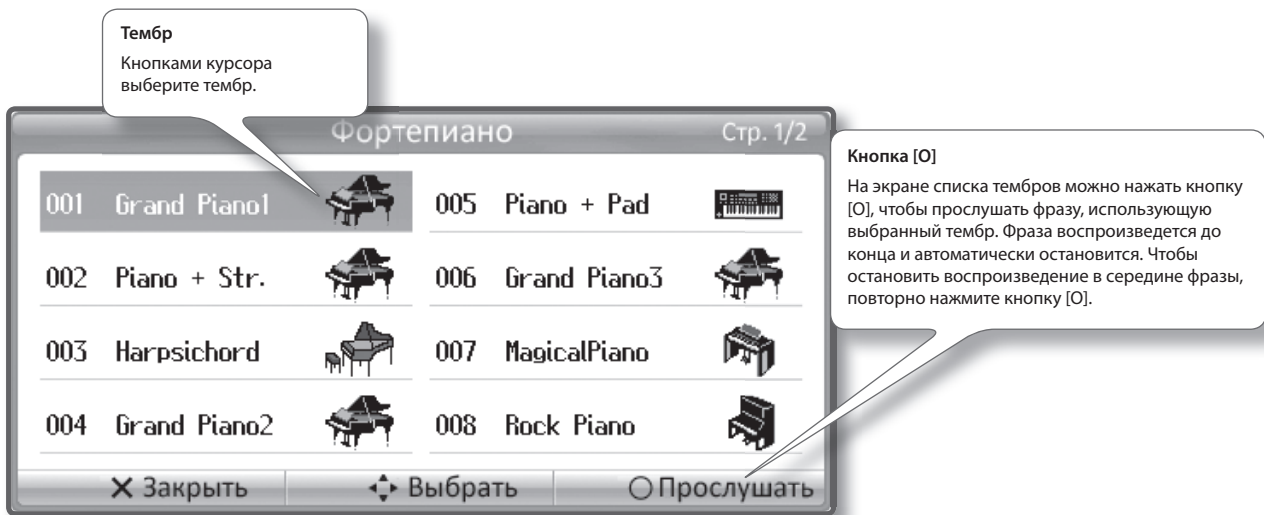 Тембр
Кнопками курсора
выберите тембр.
Фортепиано Стр. 1/2
001 Grand Piano1 005 Piano + Pad
002 Piano + Str. 006 Grand Piano3
003 Harpsichord 007 MagicalPiano
004 Grand Piano2 008 Rock Piano
X Закрыть Выбрать Прослушать
Кнопка [O]
На экране списка тембров можно нажать кнопку
[O], чтобы прослушать фразу, использующую
выбранный тембр. Фраза воспроизведется до
конца и автоматически остановится. Чтобы
остановить воспроизведение в середине фразы,
повторно нажмите кнопку [O].